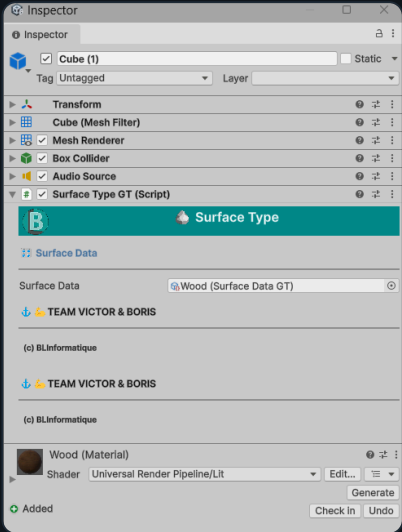 Inspector
Inspector
Cube (1)
Static
Tag Untagged Layer
Transform
Cube (Mesh Filter)
Mesh Renderer
Box Collider
Audio Source
# Surface Type GT (Script)
B Surface Type
Surface Data
Surface Data Wood (Surface Data GT)
TEAM VICTOR & BORIS
(c) BLInformatique
TEAM VICTOR & BORIS
(c) BLInformatique
Wood (Material)
Shader Universal Render Pipeline/Lit Edit...
Generate
Added
Check in Undo